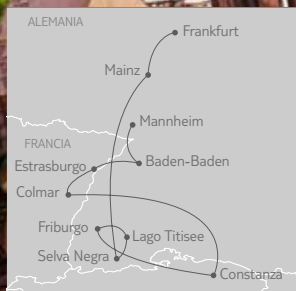 ALEMANIA
Frankfurt
Mainz
Mannheim
FRANCIA
Estrasburgo
Baden-Baden
Colmar
Friburgo
Lago Titisee
Selva Negra
Constanza